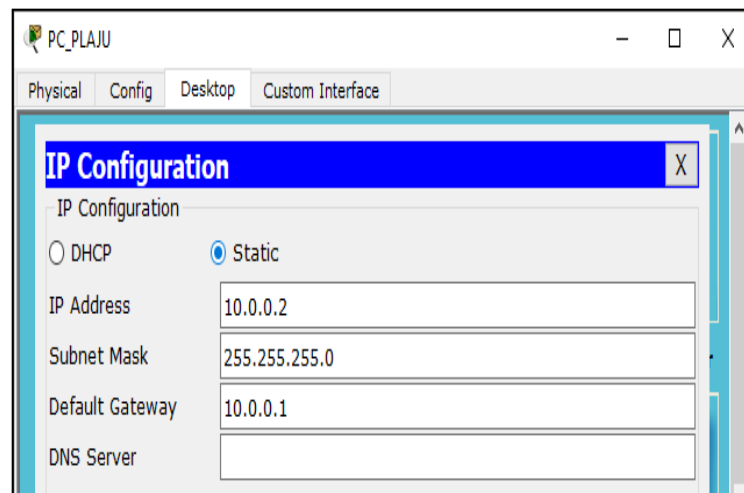 PC_PLAJU
Physical Config Desktop Custom Interface
IP Configuration X
IP Configuration
DHCP Static
IP Address 10.0.0.2
Subnet Mask 255.255.255.0
Default Gateway 10.0.0.1
DNS Server